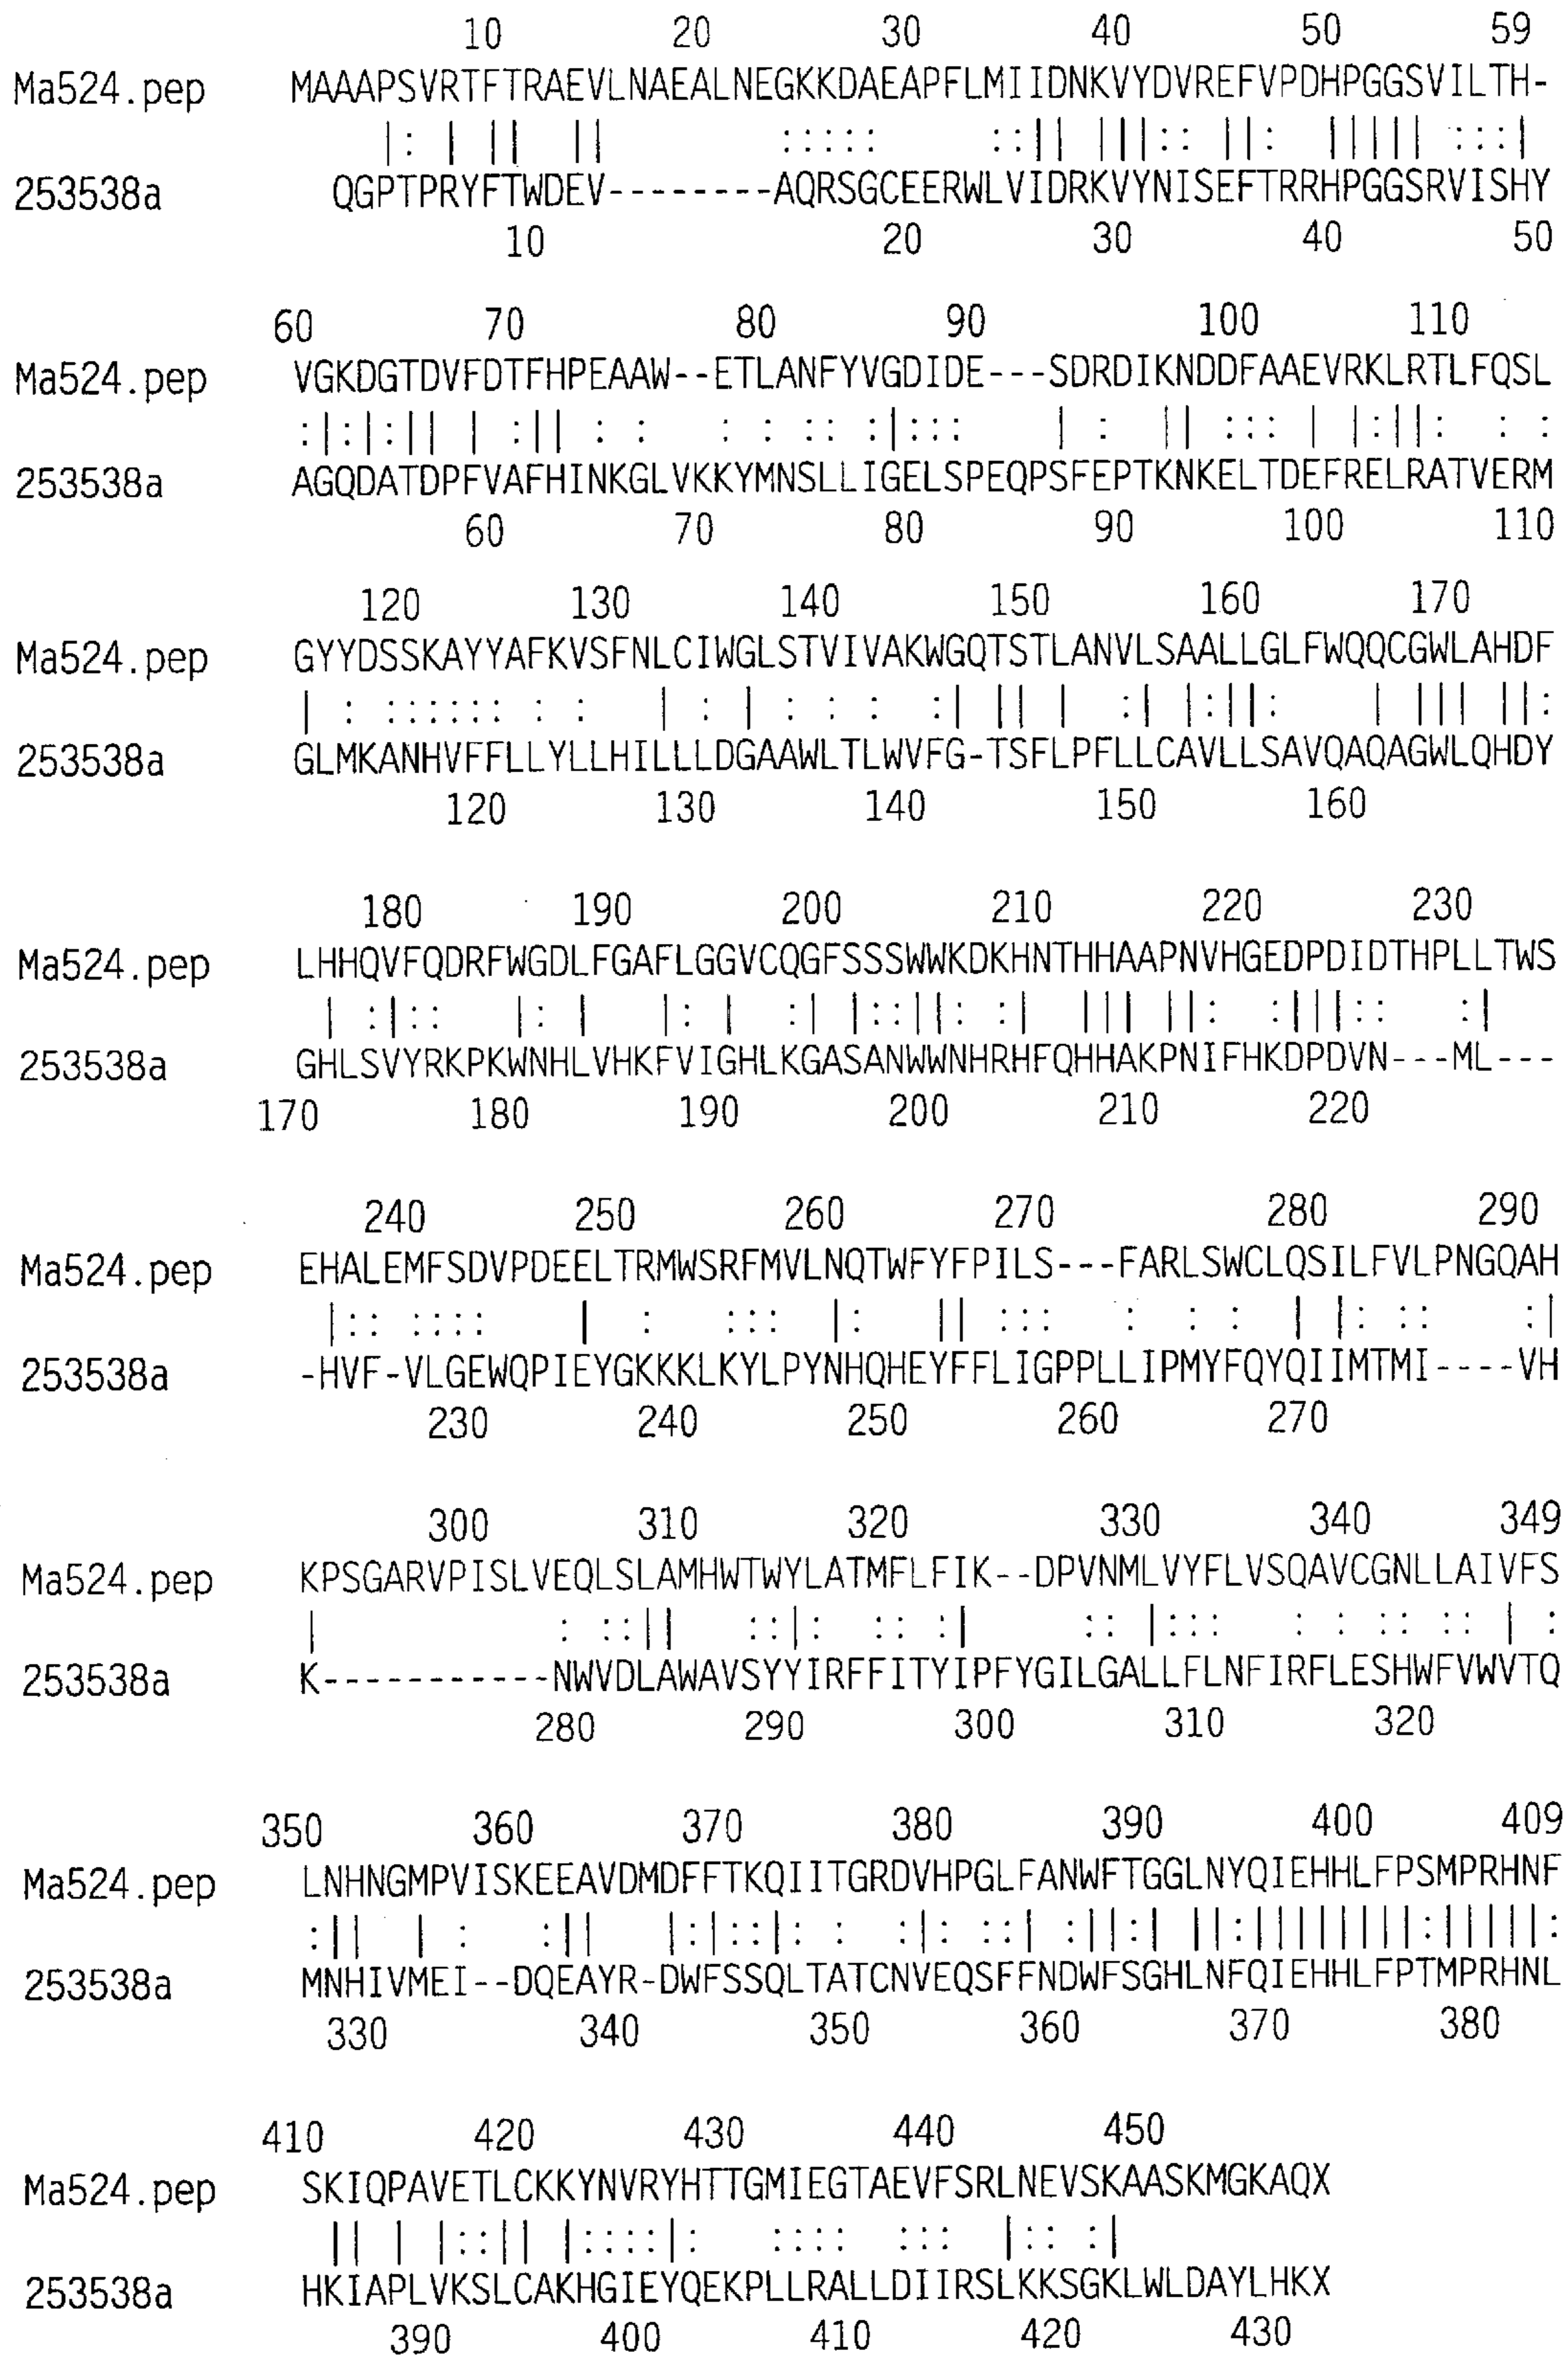 10 20 30 40 50 59
Ma524.pep MAAAPSVRTFTRAEVLNAEALNEGKKDAEAPFLMIIDNKVYDVREFVPDHPGGSVILTH-
|: | || || ::::: ::|| |||:: ||: ||||| :::|
253538a QGPTPRYFTWDEV--------AQRSGCEERWLVIDRKVYNISEFTRRHPGGSRVISHY
10 20 30 40 50
60 70 80 90 100 110
Ma524.pep VGKDGTDVFDTFHPEAAW--ETLANFYVGDIDE---SDRDIKNDDFAAEVRKLRTLFQSL
:|:|:|| | :|| : : : : :: :|::: | : || ::: | |:||: : :
253538a AGQDATDPFVAFHINKGLVKKYMNSLLIGELSPEQPSFEPTKNKELTDEFRELRATVERM
60 70 80 90 100 110
120 130 140 150 160 170
Ma524.pep GYYDSSKAYYAFKVSFNLCIWGLSTVIVAKWGQTSTLANVLSAALLGLFWQQCGWLAHDF
| : :::::: : : | : | : : : :| || | :| |:||: | ||| ||:
253538a GLMKANHVFFLLYLLHILLLLDGAAWLTLWVFG-TSFLPFLLCAVLLSAVQAQAGWLQHDY
120 130 140 150 160
180 190 200 210 220 230
Ma524.pep LHHQVFQDRFWGDLFGAFLGGVCQGFSSSWWKDKHNTHHAAPNVHGEDPDIDTHPLLTWS
| :|:: |: | |: | :| |::||: :| ||| ||: :|||:: :|
253538a GHLSVYRKPKWNHLVHKFVIGHLKGASANWWNHRHFQHHAKPNIFHKDPDVN---ML---
170 180 190 200 210 220
240 250 260 270 280 290
Ma524.pep EHALEMFSDVPDEELTRMWSRFMVLNQTWFYFPILS---FARLSWCLQSILFVLPNGQAH
|:: :::: | : ::: |: || ::: : : : | |: :: :|
253538a -HVF-VLGEWQPIEYGKKKLKYLPYNHQHEYFFLIGPPLLIPMYFQYQIIMTMI----VH
230 240 250 260 270
300 310 320 330 340 349
Ma524.pep KPSGARVPISLVEQLSLAMHWTWYLATMFLFIK--DPVNMLVYFLVSQAVCGNLLAIVFS
| : ::|| ::|: :: :| :: |::: : : :: :: | :
253538a K-----------NWVDLAWAVSYYIRFFITYIPFYGILGALLFLNFIRFLESHWFVWVTQ
280 290 300 310 320
350 360 370 380 390 400 409
Ma524.pep LNHNGMPVISKEEAVDMDFFTKQIITGRDVHPGLFANWFTGGLNYQIEHHLFPSMPRHNF
:|| | : :|| |:|::|: : :|: ::| :||:| ||:||||||||:|||||:
253538a MNHIVMEI--DQEAYR-DWFSSQLTATCNVEQSFFNDWFSGHLNFQIEHHLFPTMPRHNL
330 340 350 360 370 380
410 420 430 440 450
Ma524.pep SKIQPAVETLCKKYNVRYHTTGMIEGTAEVFSRLNEVSKAASKMGKAQX
|| | |::|| |::::|: :::: ::: |:: :|
253538a HKIAPLVKSLCAKHGIEYQEKPLLRALLDIIRSLKKSGKLWLDAYLHKX
390 400 410 420 430